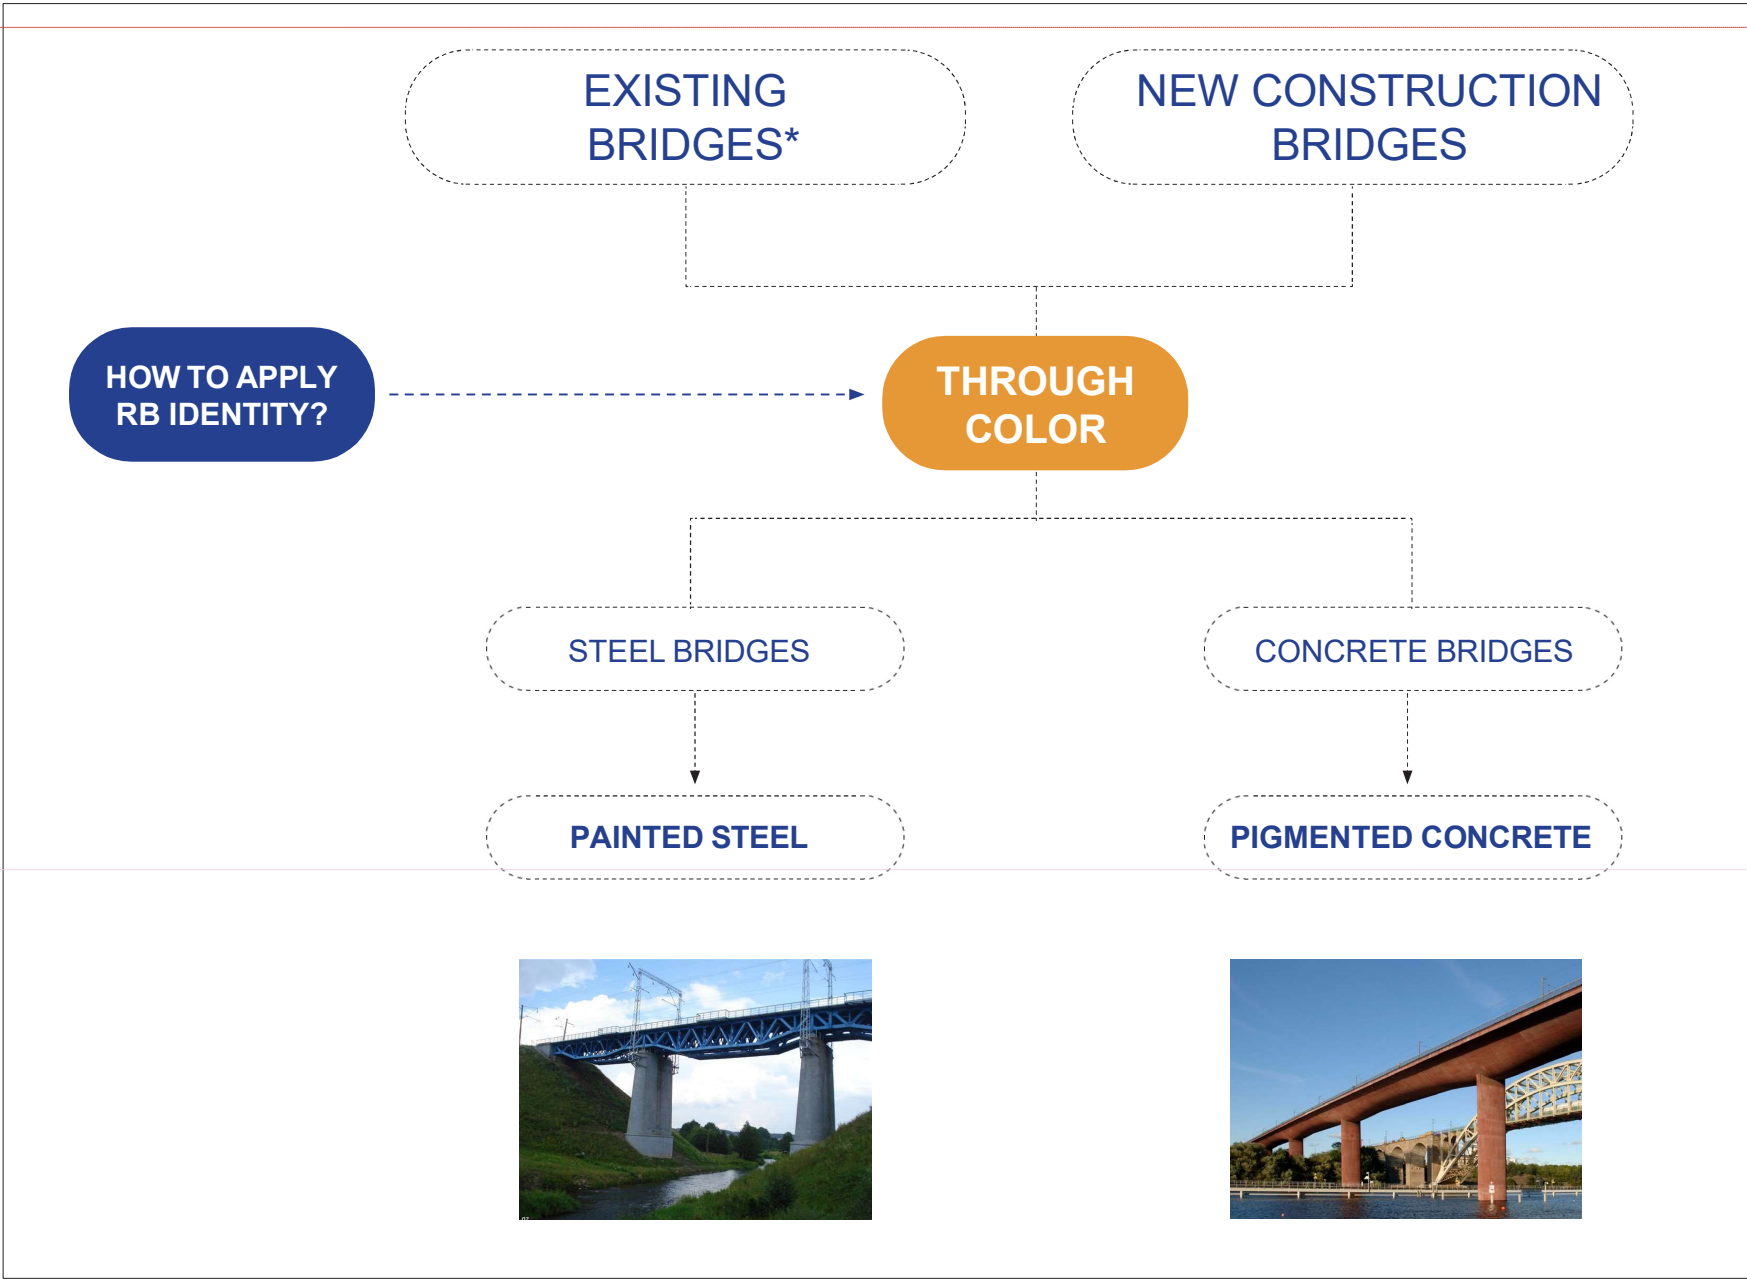 EXISTING
BRIDGES*
NEW CONSTRUCTION
BRIDGES
HOW TO APPLY
RB IDENTITY?
THROUGH
COLOR
STEEL BRIDGES
CONCRETE BRIDGES
PAINTED STEEL
PIGMENTED CONCRETE